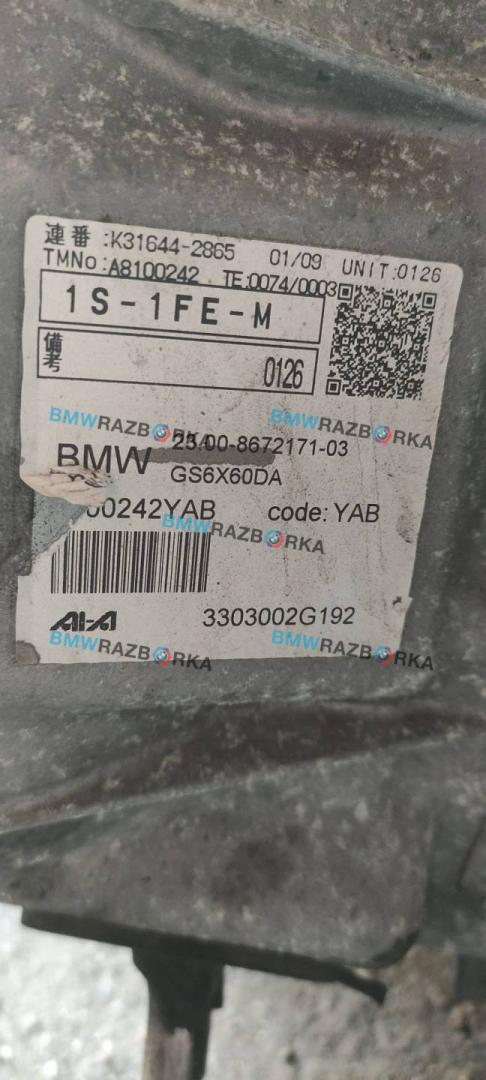 連番:K31644-2865 01/09 UNIT:0126
TMNo:A8100242 TE:0074/0003
1S-1FE-M
備考 0126
BMWRAZBORKA BMWRAZBORKA
23.00-8672171-03
BMW GS6X60DA
00242YAB code: YAB
BMWRAZBORKA
AI-A 3303002G192
BMWRAZBORKA BMWRAZBORKA